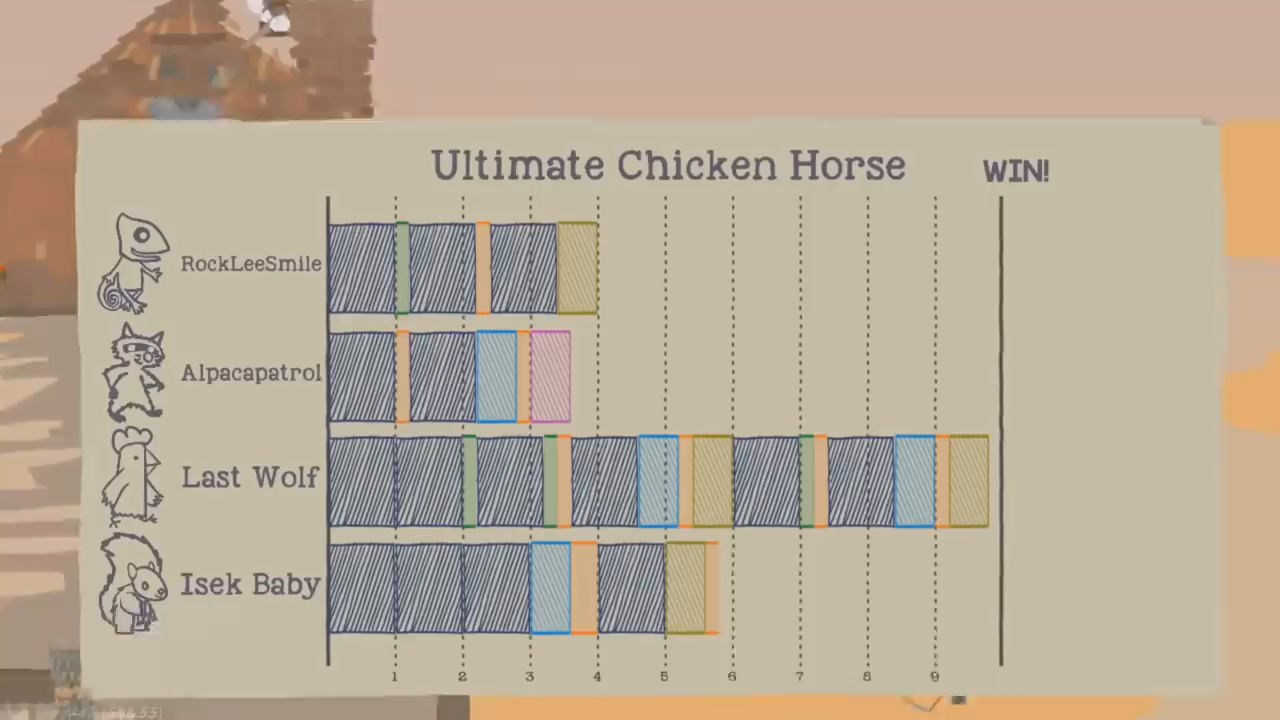 Ultimate Chicken Horse
WIN!
RockLeeSmile
Alpacapatrol
Last Wolf
Isek Baby
1 2 3 4 5 6 7 8 9